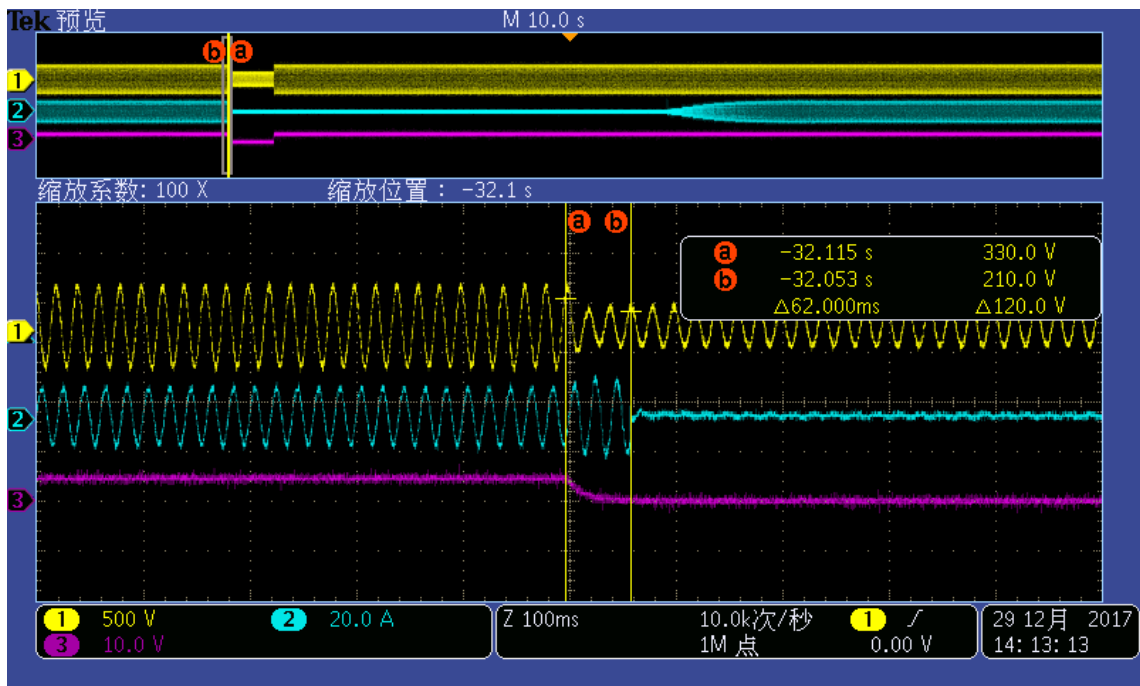 Tek 预览 M 10.0 s
b a
1
2
3
缩放系数: 100 X 缩放位置: -32.1 s
a b
a -32.115 s 330.0 V
b -32.053 s 210.0 V
△62.000ms △120.0 V
1
2
3
1 500 V 2 20.0 A Z 100ms 10.0k次/秒 1 29 12月 2017
3 10.0 V 1M 点 0.00 V 14: 13: 13